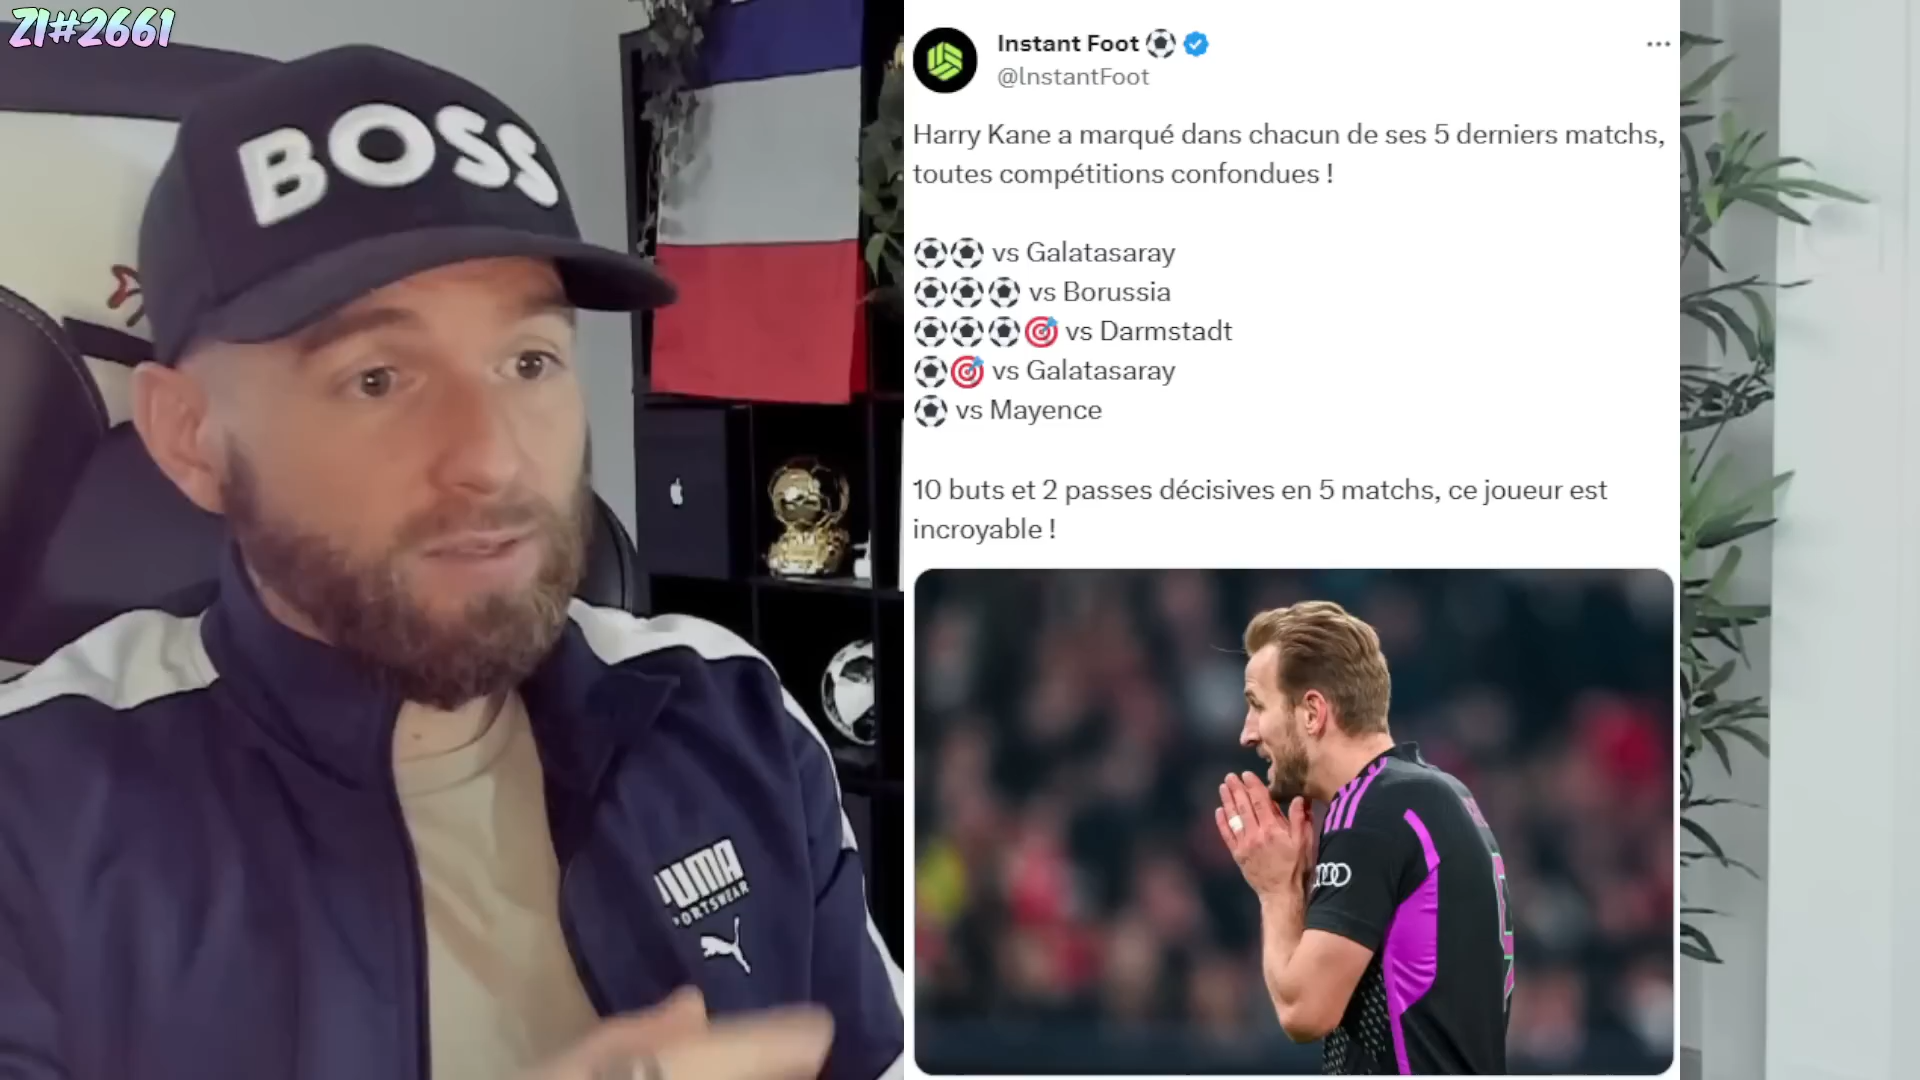 ZI#2661
BOSS
PUMA
SPORTSWEAR
Instant Foot
@lnstantFoot
Harry Kane a marqué dans chacun de ses 5 derniers matchs,
toutes compétitions confondues !
⚽⚽ vs Galatasaray
⚽⚽⚽ vs Borussia
⚽⚽⚽🎯 vs Darmstadt
⚽🎯 vs Galatasaray
⚽ vs Mayence
10 buts et 2 passes décisives en 5 matchs, ce joueur est
incroyable !